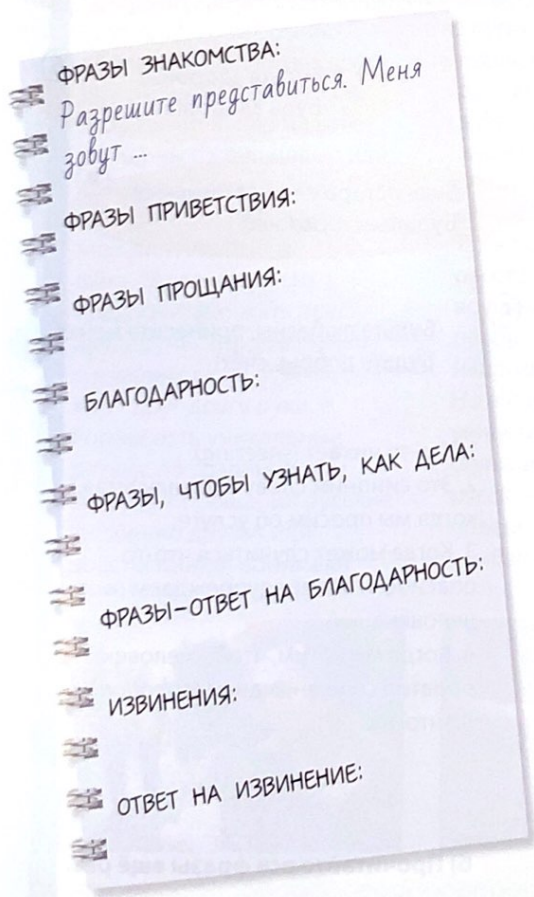 ФРАЗЫ ЗНАКОМСТВА:
Разрешите представиться. Меня
зовут ...
ФРАЗЫ ПРИВЕТСТВИЯ:
ФРАЗЫ ПРОЩАНИЯ:
БЛАГОДАРНОСТЬ:
ФРАЗЫ, ЧТОБЫ УЗНАТЬ, КАК ДЕЛА:
ФРАЗЫ-ОТВЕТ НА БЛАГОДАРНОСТЬ:
ИЗВИНЕНИЯ:
ОТВЕТ НА ИЗВИНЕНИЕ: